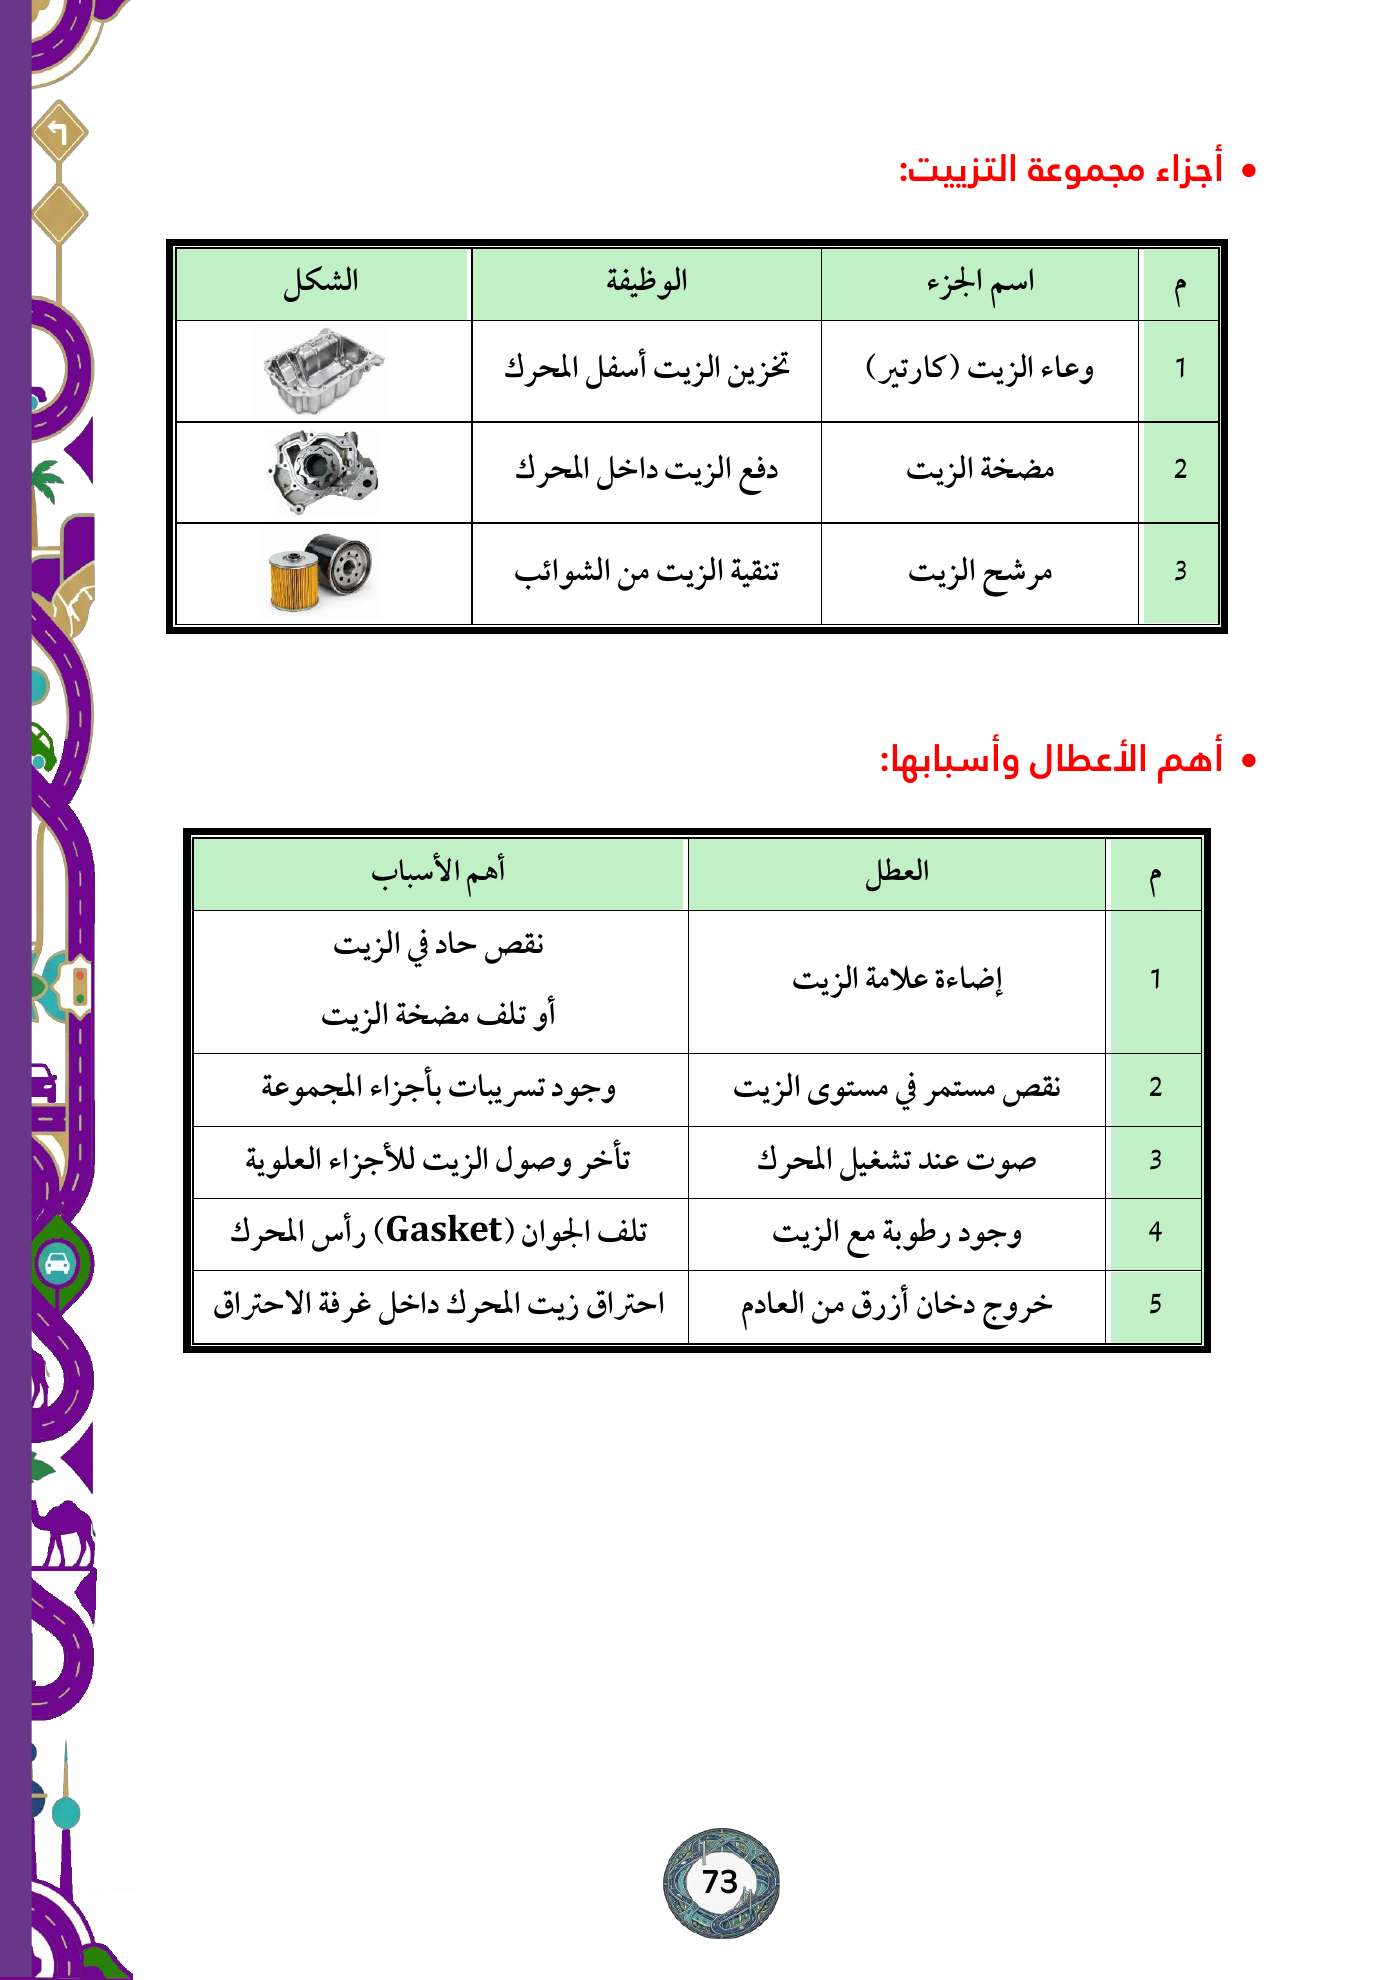 • أجزاء مجموعة التزييت:
م اسم الجزء الوظيفة الشكل
1 وعاء الزيت (كارتير) تخزين الزيت أسفل المحرك
2 مضخة الزيت دفع الزيت داخل المحرك
3 مرشح الزيت تنقية الزيت من الشوائب
• أهم الأعطال وأسبابها:
م العطل أهم الأسباب
1 إضاءة علامة الزيت نقص حاد في الزيت
أو تلف مضخة الزيت
2 نقص مستمر في مستوى الزيت وجود تسريبات بأجزاء المجموعة
3 صوت عند تشغيل المحرك تأخر وصول الزيت للأجزاء العلوية
4 وجود رطوبة مع الزيت تلف الجوان (Gasket) رأس المحرك
5 خروج دخان أزرق من العادم احتراق زيت المحرك داخل غرفة الاحتراق
73